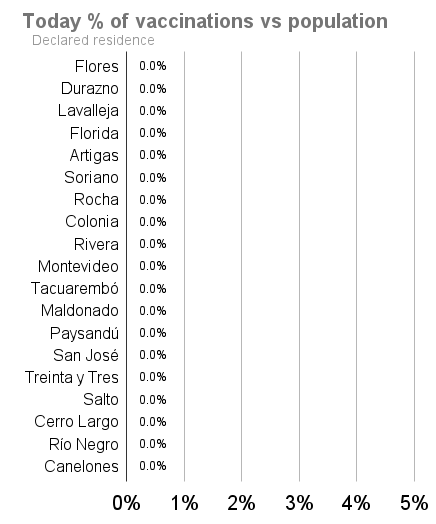 Today % of vaccinations vs population
Declared residence
Flores 0.0%
Durazno 0.0%
Lavalleja 0.0%
Florida 0.0%
Artigas 0.0%
Soriano 0.0%
Rocha 0.0%
Colonia 0.0%
Rivera 0.0%
Montevideo 0.0%
Tacuarembó 0.0%
Maldonado 0.0%
Paysandú 0.0%
San José 0.0%
Treinta y Tres 0.0%
Salto 0.0%
Cerro Largo 0.0%
Río Negro 0.0%
Canelones 0.0%
0% 1% 2% 3% 4% 5%